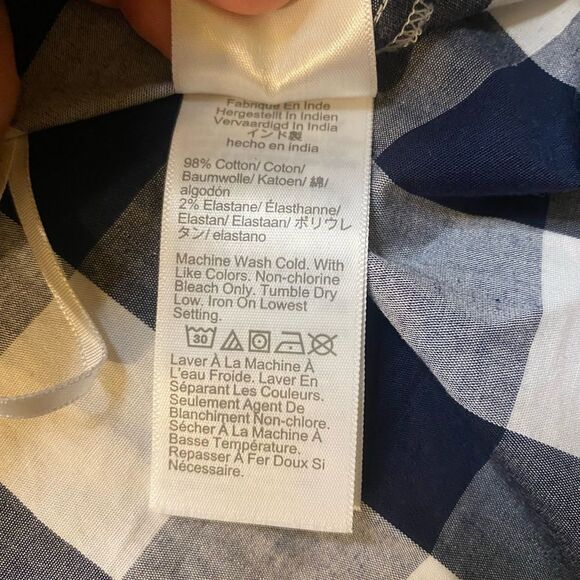 Fabriqué En Inde
Hergestellt In Indien
Vervaardigd In India
インド製
hecho en india
98% Cotton/ Coton/
Baumwolle/ Katoen/ 綿/
algodón
2% Elastane/ Élasthanne/
Elastan/ Elastaan/ ポリウレ
タン/ elastano
Machine Wash Cold. With
Like Colors. Non-chlorine
Bleach Only. Tumble Dry
Low. Iron On Lowest
Setting.
30
Laver À La Machine À
L'eau Froide. Laver En
Séparant Les Couleurs.
Seulement Agent De
Blanchiment Non-chlore.
Sécher À La Machine À
Basse Température.
Repasser À Fer Doux Si
Nécessaire.